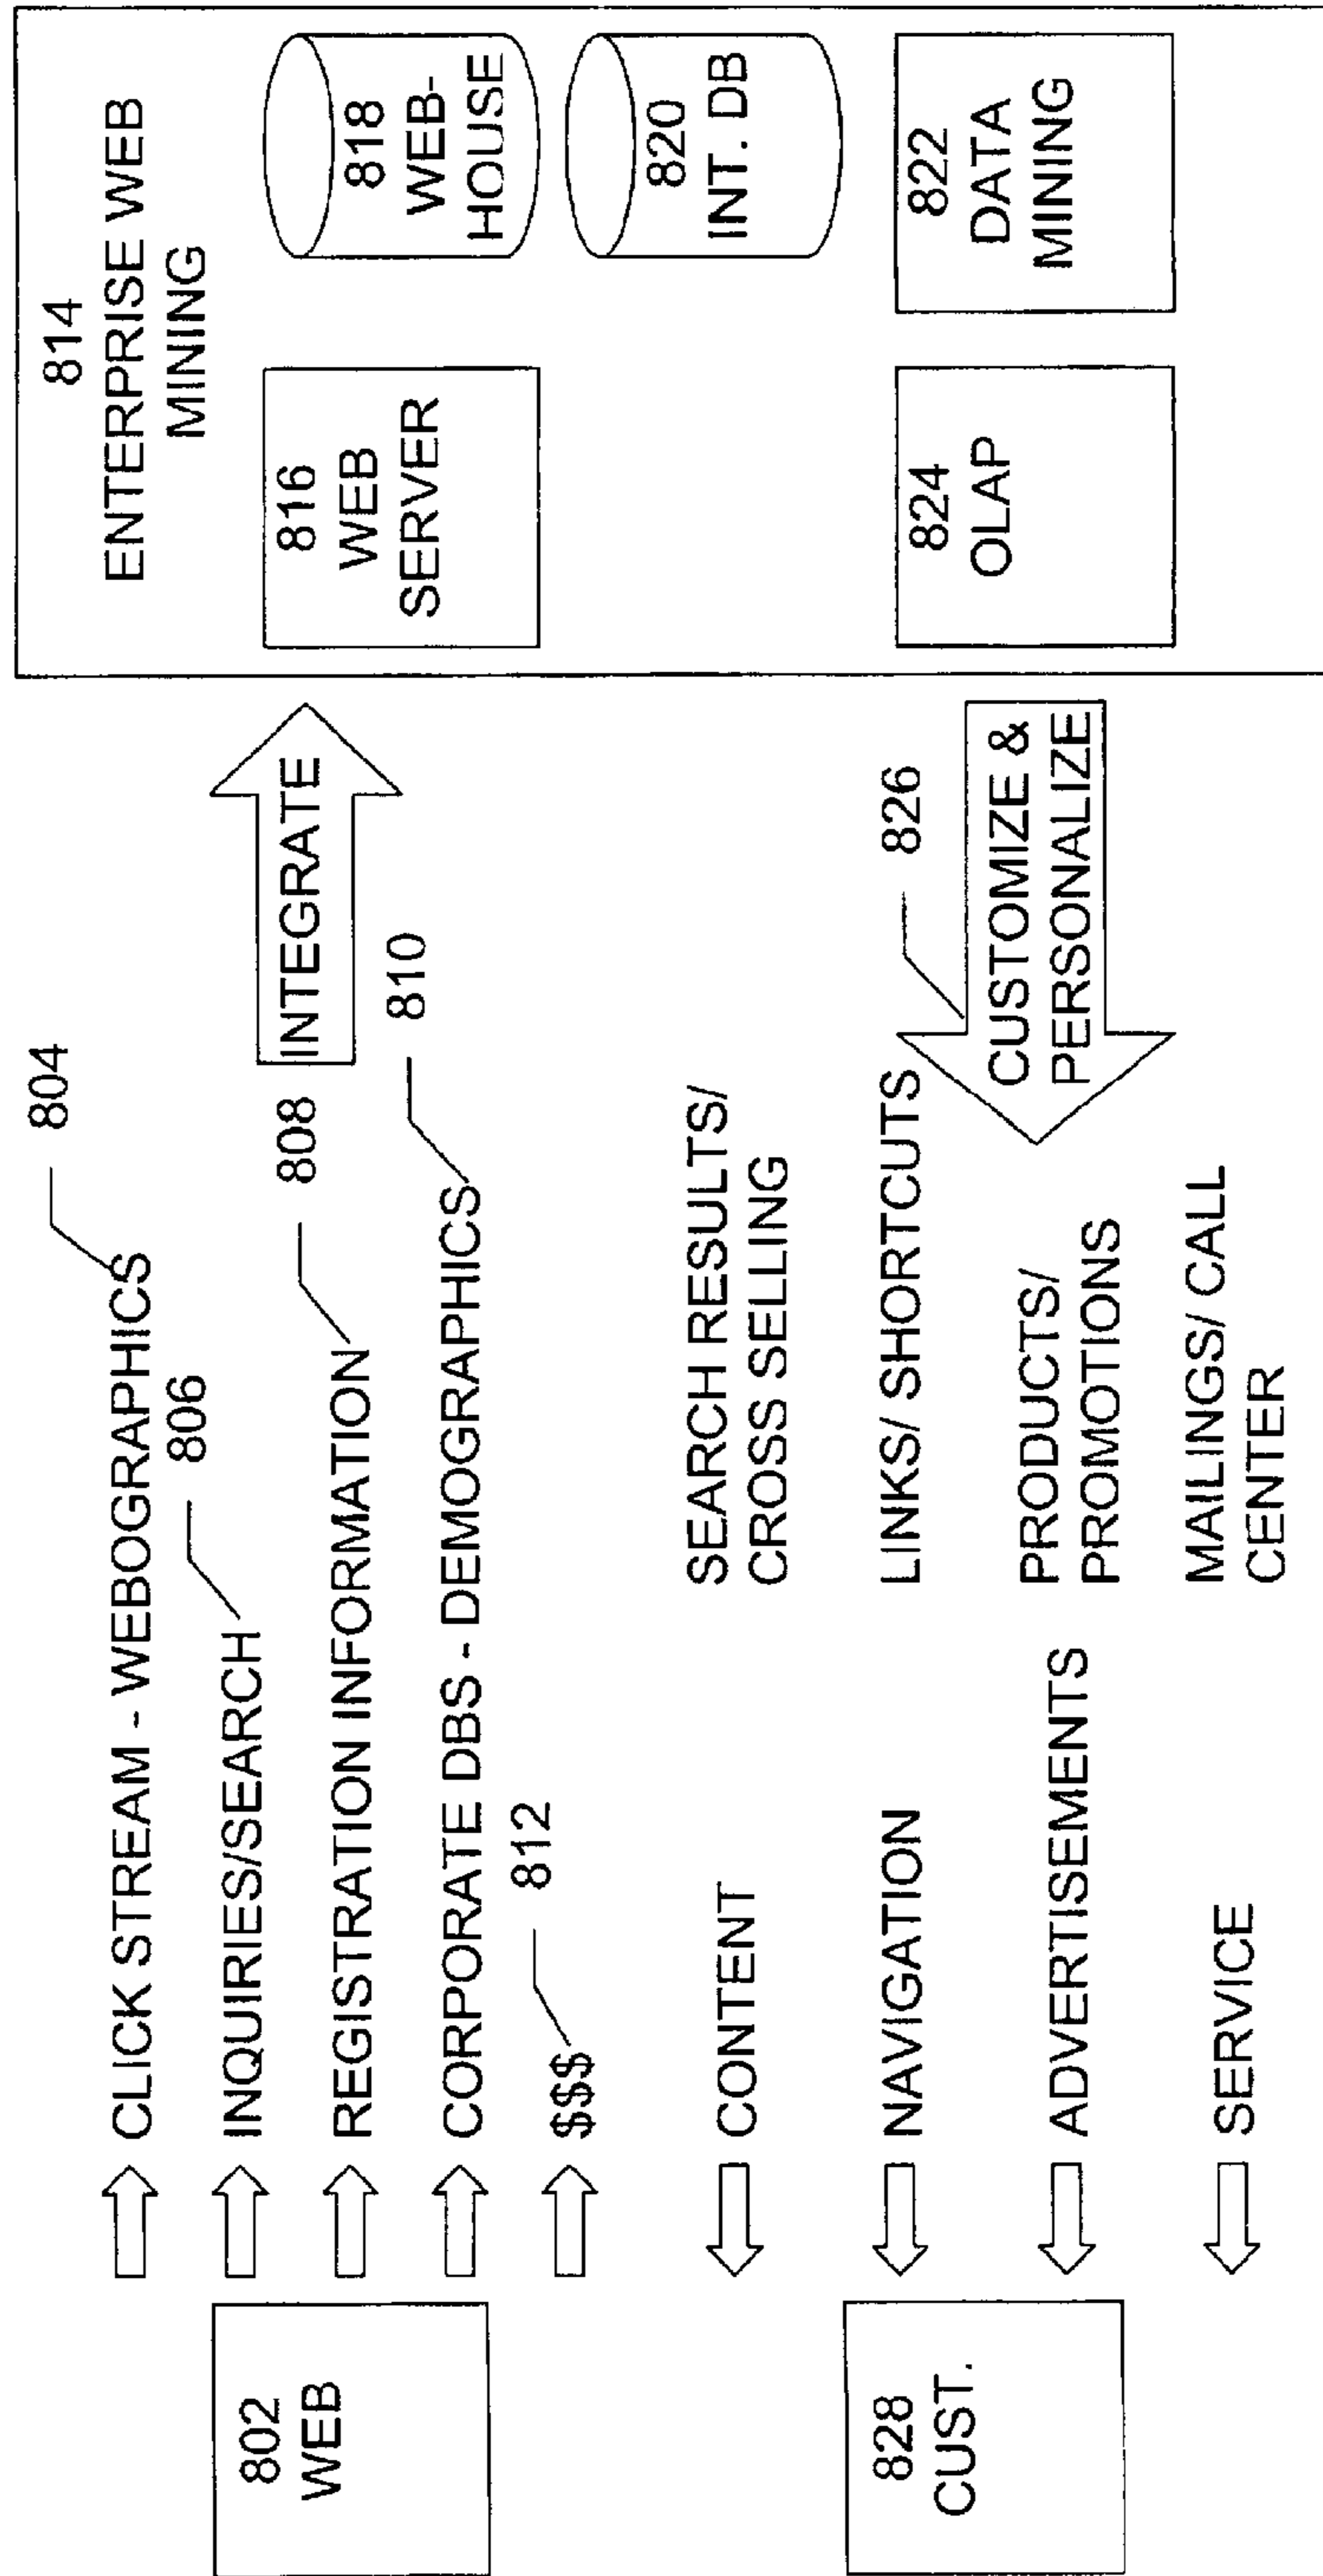 802
WEB
CLICK STREAM - WEBOGRAPHICS
804
INQUIRIES/SEARCH
806
REGISTRATION INFORMATION
808
CORPORATE DBS - DEMOGRAPHICS
810
$$$
812
INTEGRATE
814
ENTERPRISE WEB
MINING
816
WEB
SERVER
818
WEB-
HOUSE
820
INT. DB
824
OLAP
822
DATA
MINING
826
CUSTOMIZE &
PERSONALIZE
828
CUST.
CONTENT
SEARCH RESULTS/
CROSS SELLING
NAVIGATION
LINKS/ SHORTCUTS
ADVERTISEMENTS
PRODUCTS/
PROMOTIONS
SERVICE
MAILINGS/ CALL
CENTER